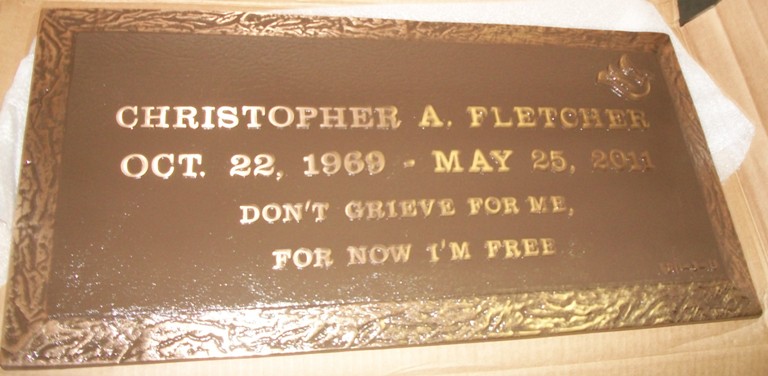 CHRISTOPHER A. FLETCHER
OCT. 22, 1969 - MAY 25, 2011
DON'T GRIEVE FOR ME,
FOR NOW I'M FREE